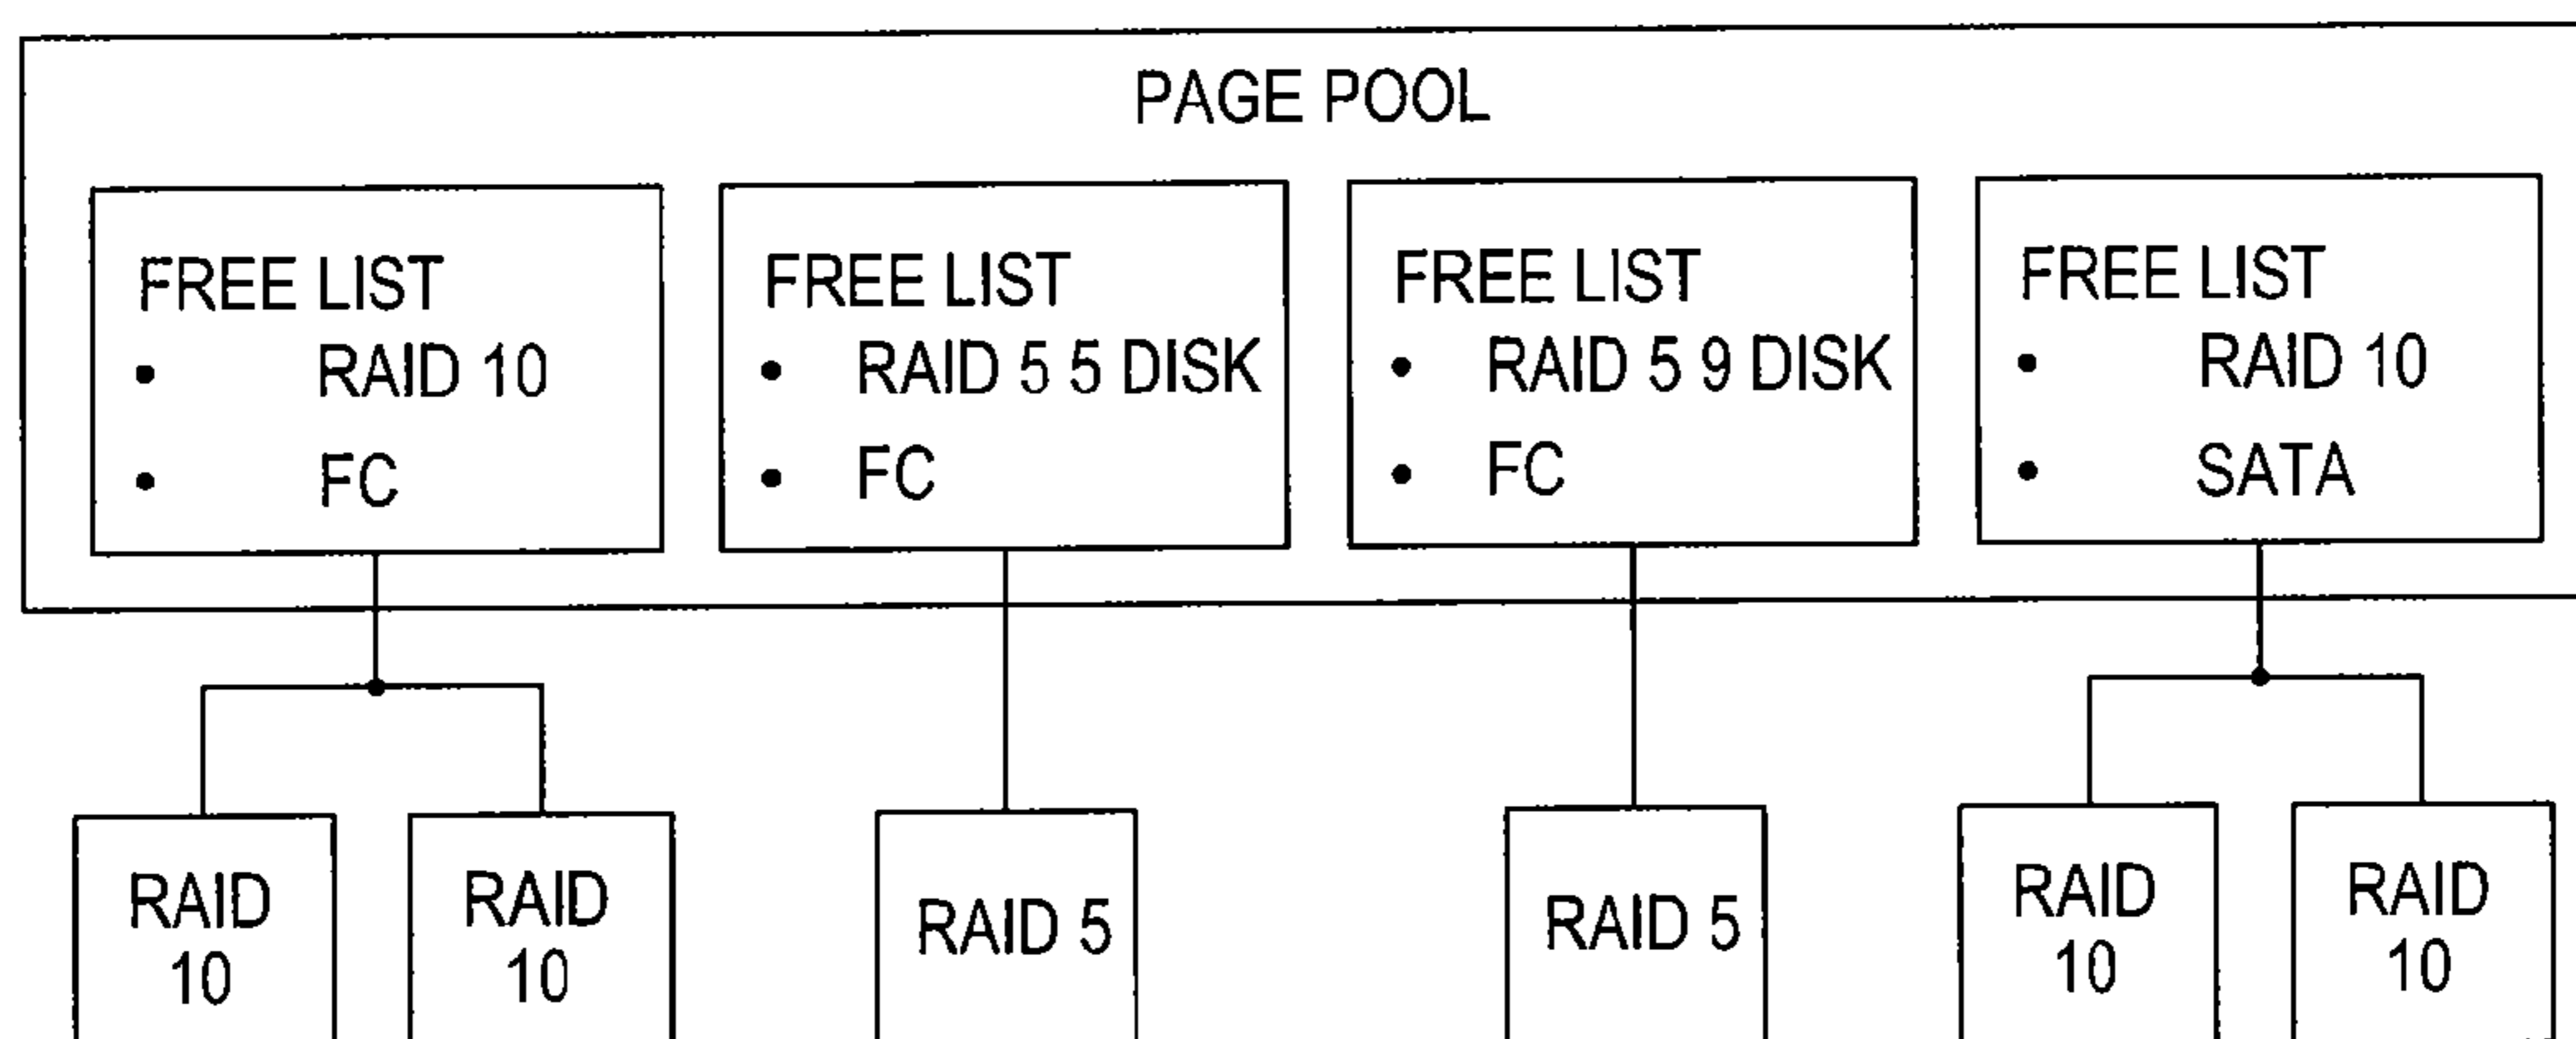 PAGE POOL
FREE LIST
• RAID 10
• FC
FREE LIST
• RAID 5 5 DISK
• FC
FREE LIST
• RAID 5 9 DISK
• FC
FREE LIST
• RAID 10
• SATA
RAID
10
RAID
10
RAID 5
RAID 5
RAID
10
RAID
10